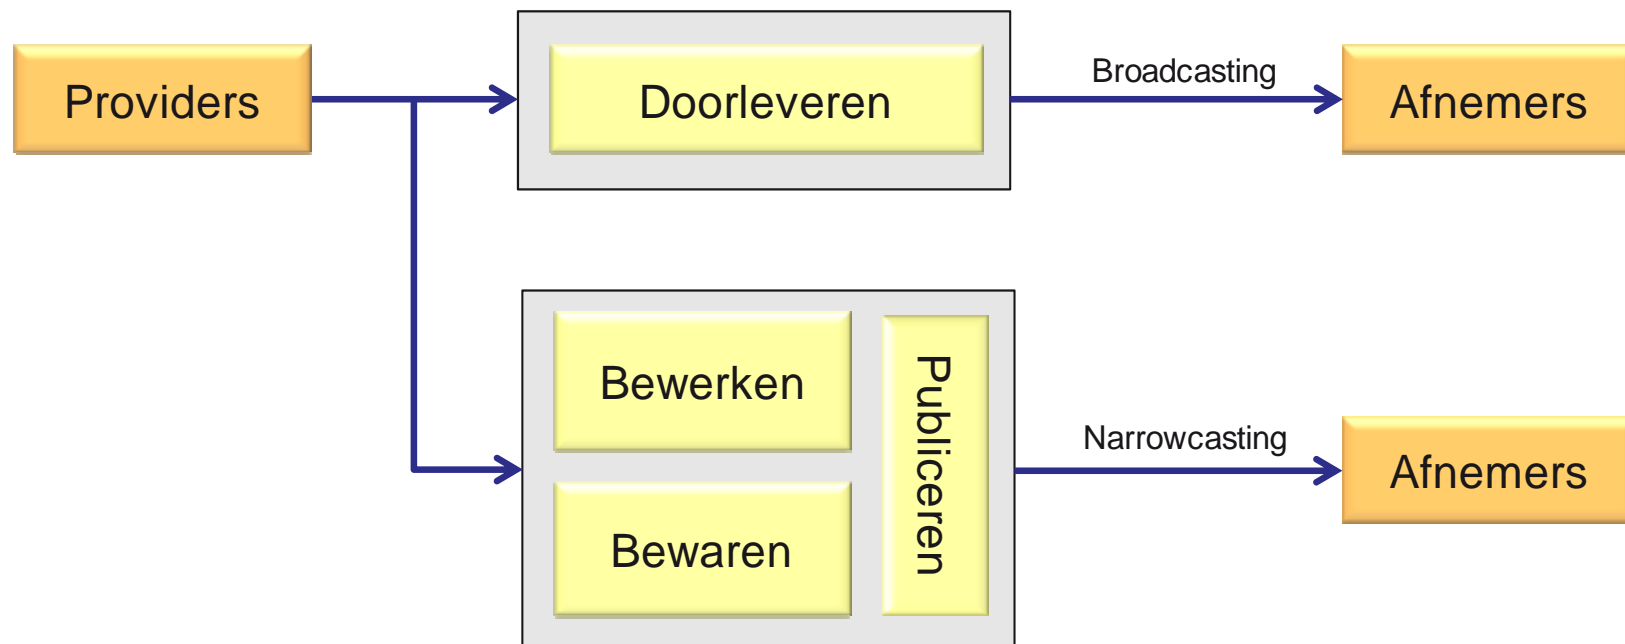 Providers
Doorleveren
Broadcasting
Afnemers
Bewerken
Bewaren
Publiceren
Narrowcasting
Afnemers